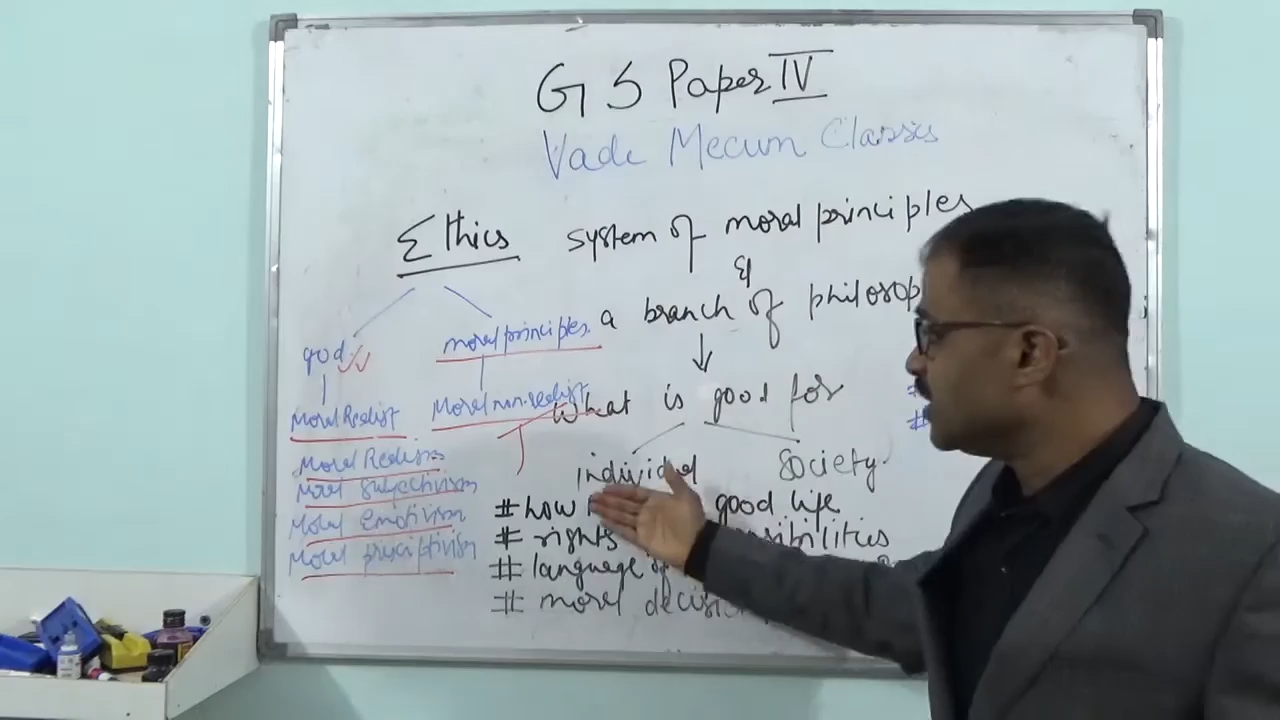 GS Paper IV
Vade Mecum Classes
Ethics system of moral principles
&
a branch of philosop
god
moral principles
Moral Realist
Moral non-realist
What is good for
individual
society.
Moral Realism
Moral subjectivism
Moral Emotivism
Moral prescriptivism
# how good life
# rights
# language of
# moral decision
#
#